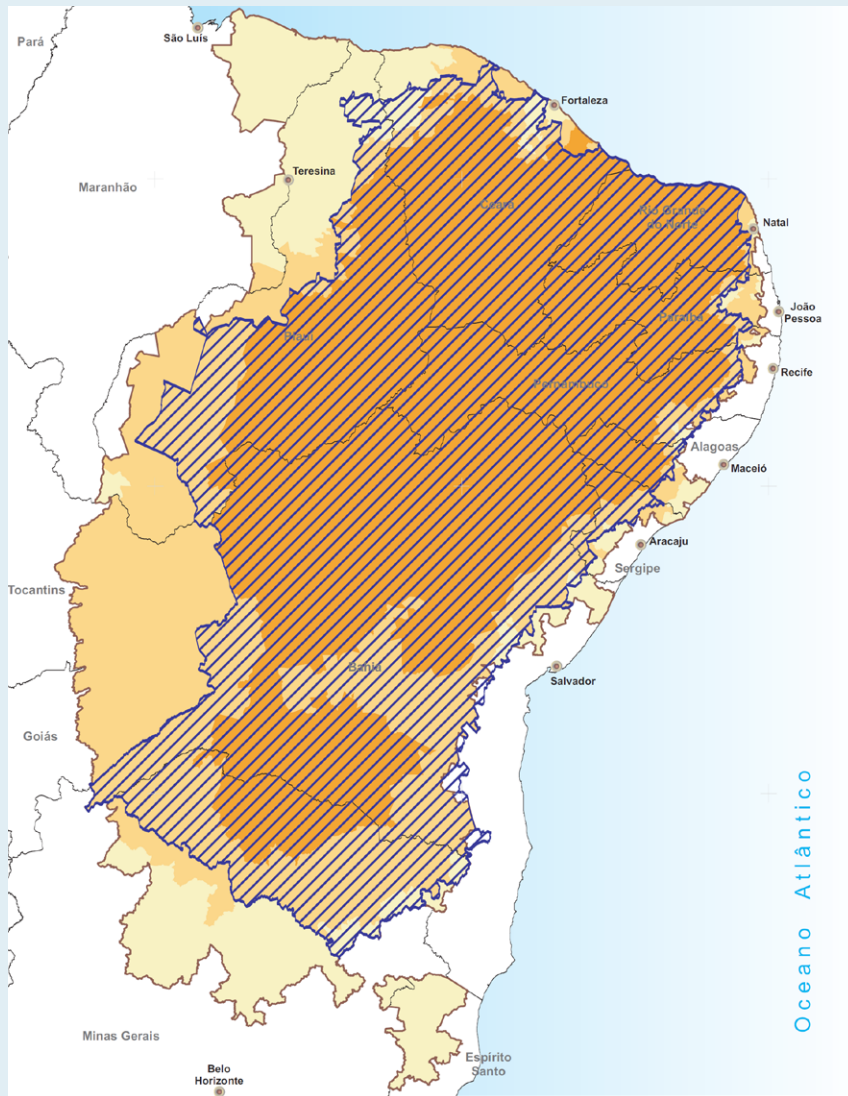 Pará
São Luís
Fortaleza
Teresina
Maranhão
Ceará
Rio Grande
do Norte
Natal
João
Pessoa
Piauí
Paraíba
Recife
Pernambuco
Alagoas
Maceió
Aracaju
Sergipe
Tocantins
Bahia
Salvador
Goiás
Oceano Atlântico
Minas Gerais
Espírito
Santo
Belo
Horizonte